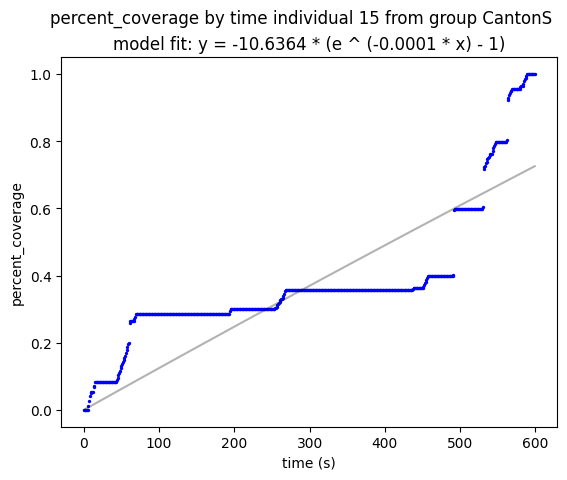 percent_coverage by time individual 15 from group CantonS
model fit: y = -10.6364 * (e ^ (-0.0001 * x) - 1)
1.0
0.8
0.6
0.4
0.2
0.0
percent_coverage
0 100 200 300 400 500 600
time (s)